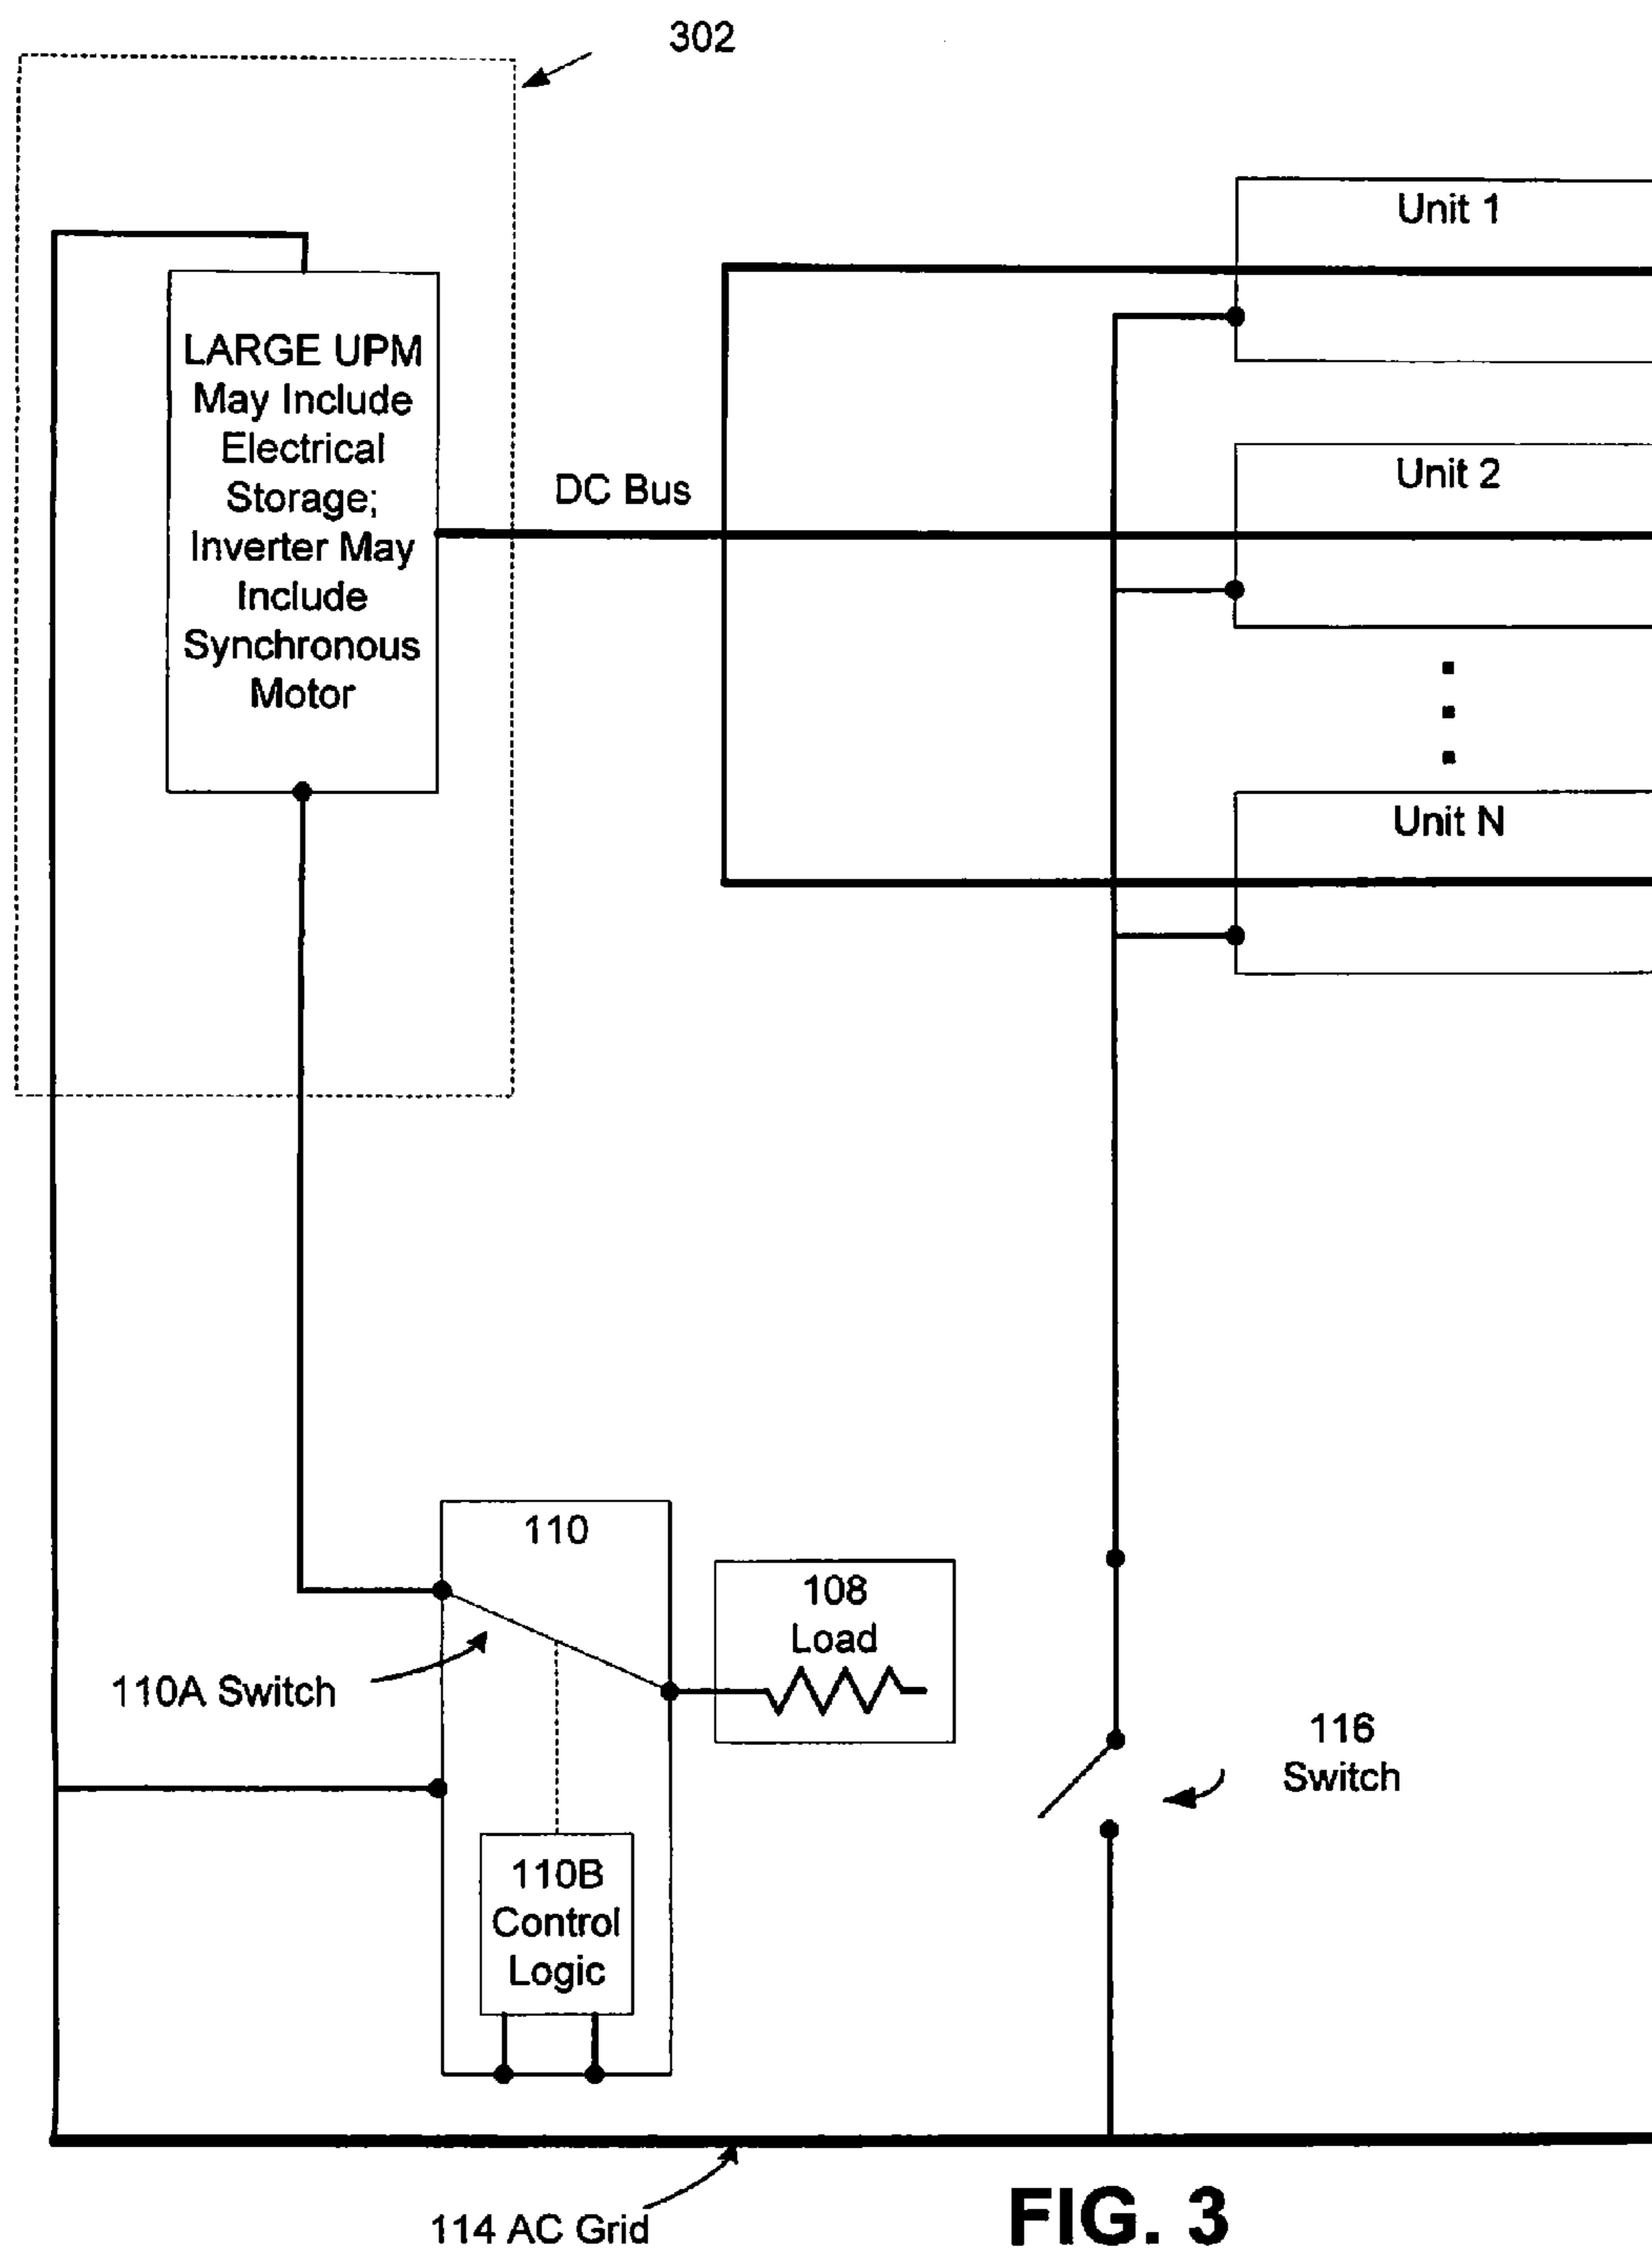 302
Unit 1
LARGE UPM
May Include
Electrical
Storage;
Inverter May
Include
Synchronous
Motor
DC Bus
Unit 2
Unit N
110
108
Load
110A Switch
116
Switch
110B
Control
Logic
114 AC Grid
FIG. 3